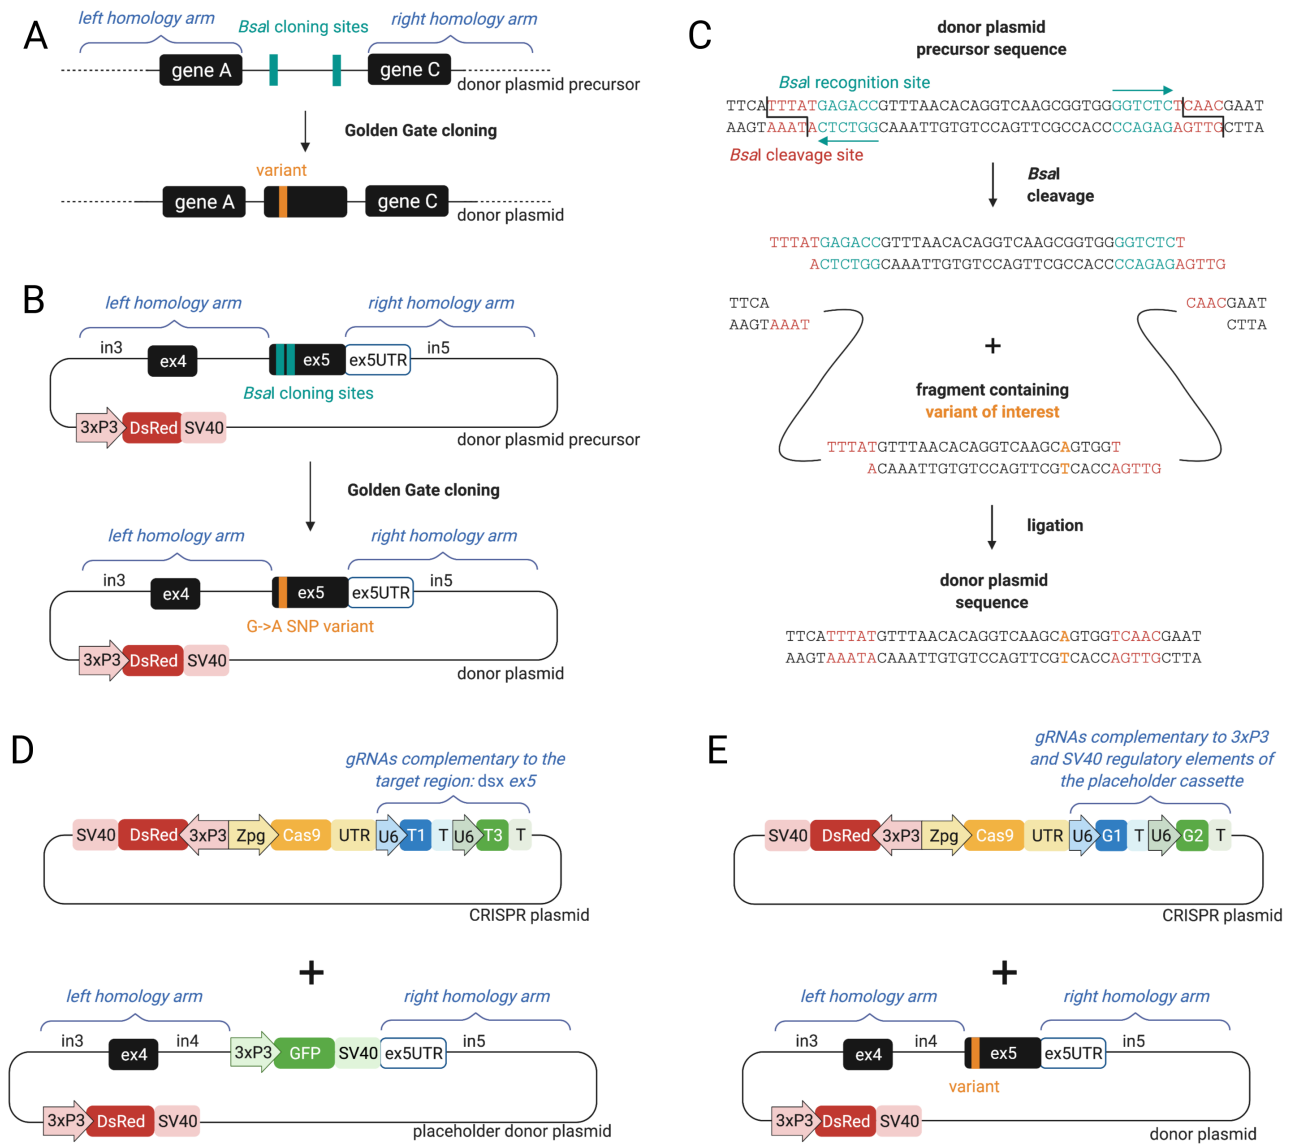 A
left homology arm
BsaI cloning sites
right homology arm
gene A
gene C
donor plasmid precursor
Golden Gate cloning
variant
gene A
gene C
donor plasmid
B
left homology arm
right homology arm
in3
ex4
ex5
ex5UTR
in5
BsaI cloning sites
3xP3
DsRed
SV40
donor plasmid precursor
Golden Gate cloning
left homology arm
right homology arm
in3
ex4
ex5
ex5UTR
in5
G->A SNP variant
3xP3
DsRed
SV40
donor plasmid
C
donor plasmid
precursor sequence
BsaI recognition site
TTCATTTATGAGACCGTTTAACACAGGTCAAGCGGTGGGGTCTCTCAACGAAT
AAGTAAATACTCTGGCAAATTGTGTCCAGTTCGCCACCCCAGAGAGTTGCTTA
BsaI cleavage site
BsaI
cleavage
TTTATGAGACCGTTTAACACAGGTCAAGCGGTGGGGTCTCT
ACTCTGGCAAATTGTGTCCAGTTCGCCACCCCAGAGAGTTG
TTCA
AAGTAAAT
CAACGAAT
CTTA
+
fragment containing
variant of interest
TTTATGTTTAACACAGGTCAAGCAGTGGT
ACAAATTGTGTCCAGTTCGTCACCAGTTG
ligation
donor plasmid
sequence
TTCATTTATGTTTAACACAGGTCAAGCAGTGGTCAACGAAT
AAGTAAATACAAATTGTGTCCAGTTCGTCACCAGTTGCTTA
D
gRNAs complementary to the
target region: dsx ex5
SV40
DsRed
3xP3
Zpg
Cas9
UTR
U6
T1
T
U6
T3
T
CRISPR plasmid
+
left homology arm
right homology arm
in3
ex4
in4
3xP3
GFP
SV40
ex5UTR
in5
3xP3
DsRed
SV40
placeholder donor plasmid
E
gRNAs complementary to 3xP3
and SV40 regulatory elements of
the placeholder cassette
SV40
DsRed
3xP3
Zpg
Cas9
UTR
U6
G1
T
U6
G2
T
CRISPR plasmid
+
left homology arm
right homology arm
in3
ex4
in4
ex5
ex5UTR
in5
variant
3xP3
DsRed
SV40
donor plasmid